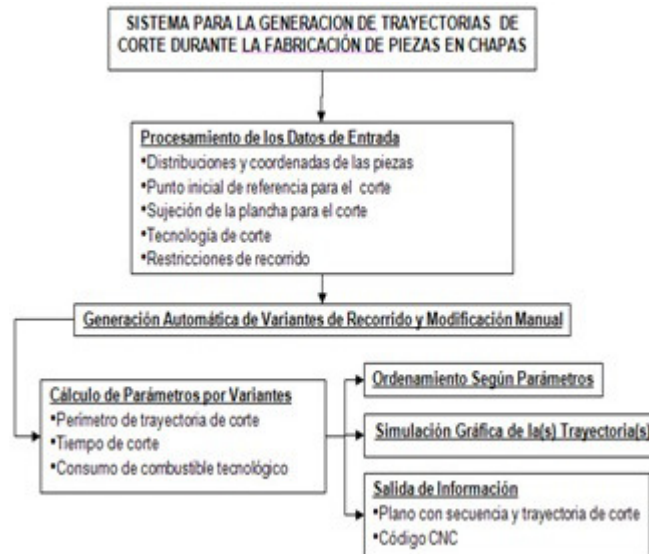 SISTEMA PARA LA GENERACION DE TRAYECTORIAS DE
CORTE DURANTE LA FABRICACIÓN DE PIEZAS EN CHAPAS
Procesamiento de los Datos de Entrada
•Distribuciones y coordenadas de las piezas
•Punto inicial de referencia para el corte
•Sujeción de la plancha para el corte
•Tecnología de corte
•Restricciones de recorrido
Generación Automática de Variantes de Recorrido y Modificación Manual
Cálculo de Parámetros por Variantes
•Perímetro de trayectoria de corte
•Tiempo de corte
•Consumo de combustible tecnológico
Ordenamiento Según Parámetros
Simulación Gráfica de la(s) Trayectoria(s)
Salida de Información
•Plano con secuencia y trayectoria de corte
•Código CNC